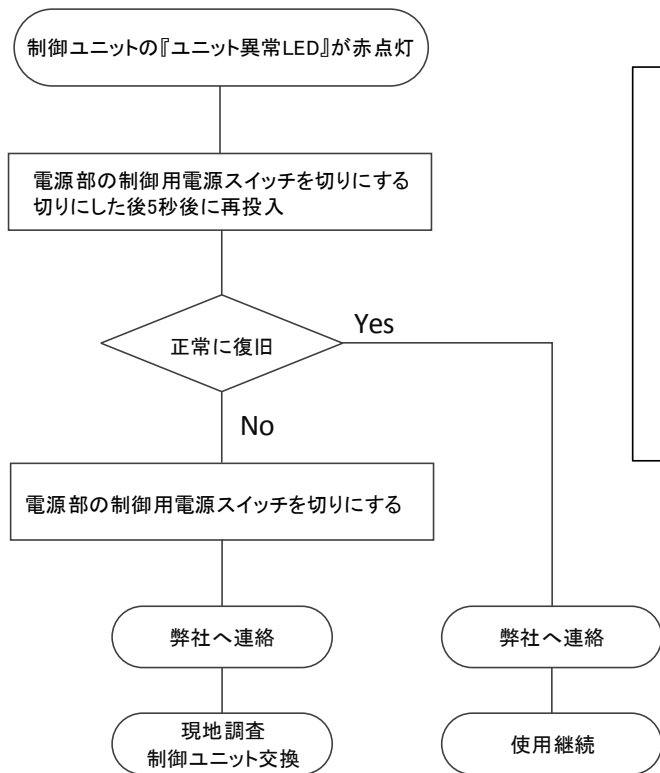 制御ユニットの『ユニット異常LED』が赤点灯
電源部の制御用電源スイッチを切りにする
切りにした後5秒後に再投入
正常に復旧
Yes
No
電源部の制御用電源スイッチを切りにする
弊社へ連絡
弊社へ連絡
現地調査
制御ユニット交換
使用継続